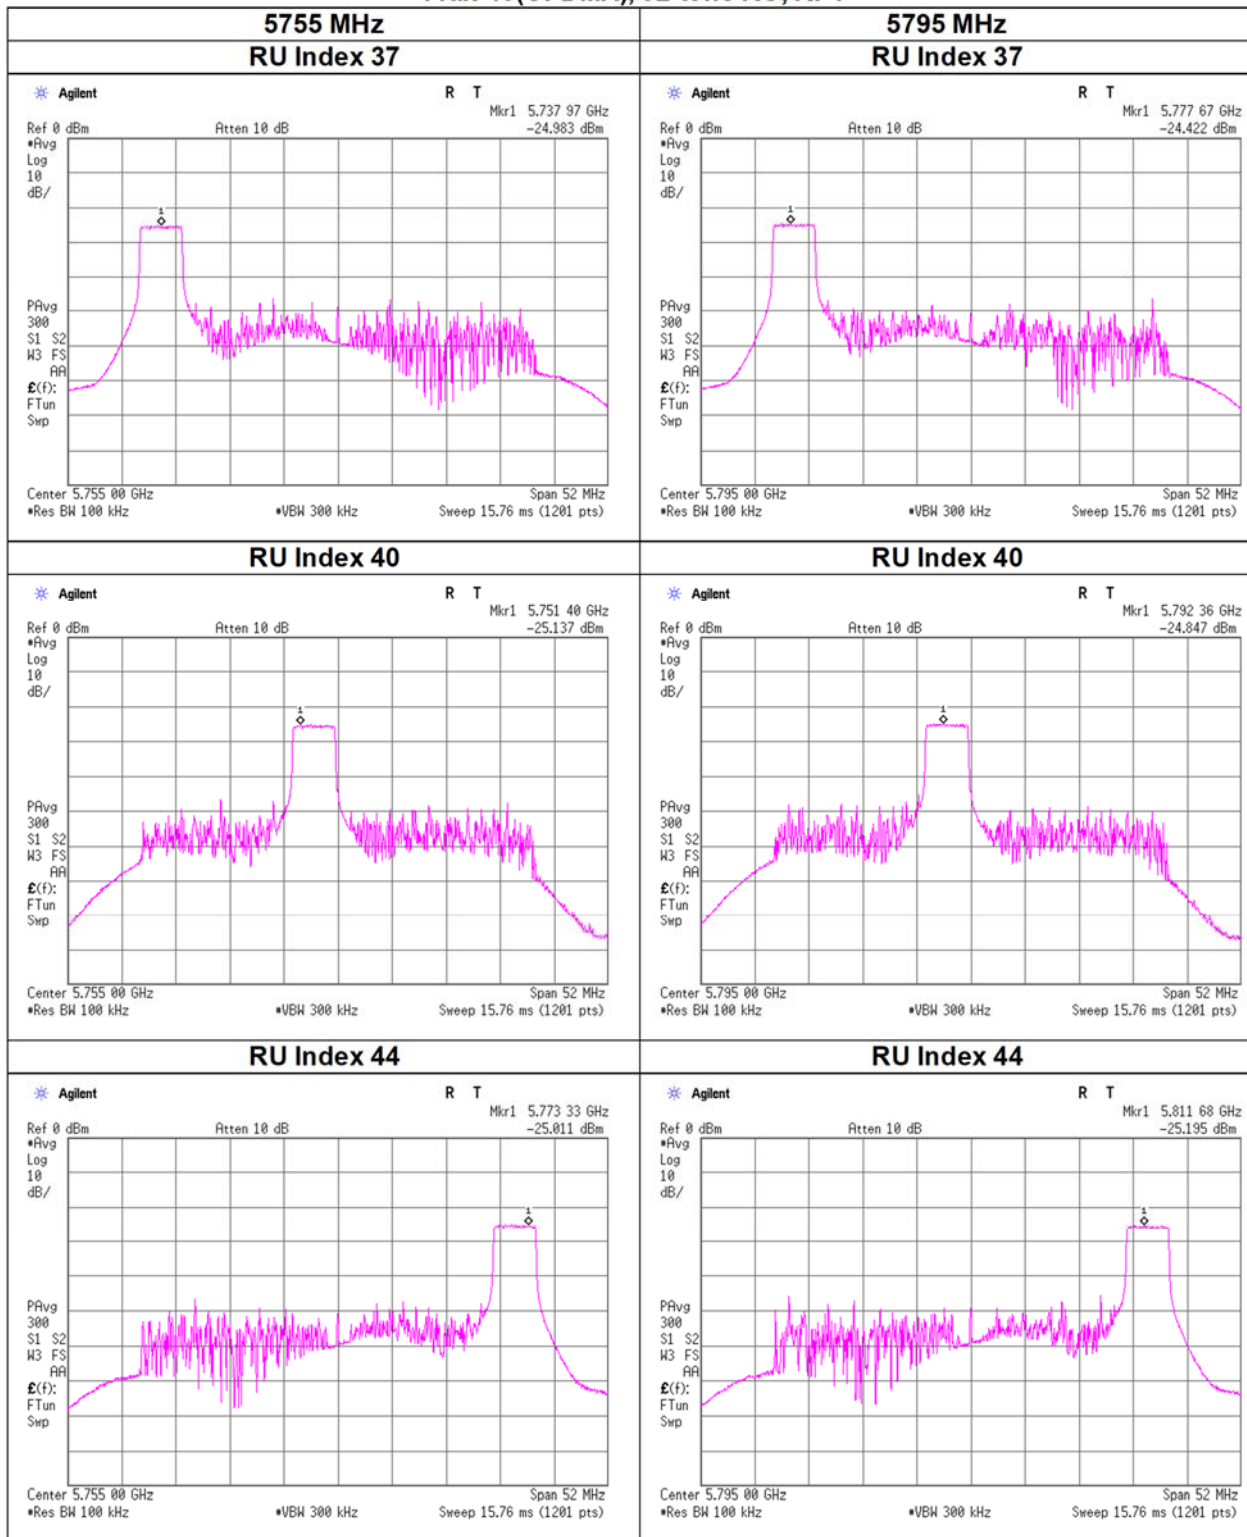 5755 MHz 5795 MHz
RU Index 37 RU Index 37
Agilent R T
Mkr1 5.737 97 GHz
Ref 0 dBm Atten 10 dB -24.983 dBm
*Avg
Log
10
dB/
1
PAvg
300
S1 S2
W3 FS
AA
£(f):
FTun
Swp
Center 5.755 00 GHz Span 52 MHz
*Res BW 100 kHz *VBW 300 kHz Sweep 15.76 ms (1201 pts)
Agilent R T
Mkr1 5.777 67 GHz
Ref 0 dBm Atten 10 dB -24.422 dBm
*Avg
Log
10
dB/
1
PAvg
300
S1 S2
W3 FS
AA
£(f):
FTun
Swp
Center 5.795 00 GHz Span 52 MHz
*Res BW 100 kHz *VBW 300 kHz Sweep 15.76 ms (1201 pts)
RU Index 40 RU Index 40
Agilent R T
Mkr1 5.751 40 GHz
Ref 0 dBm Atten 10 dB -25.137 dBm
*Avg
Log
10
dB/
1
PAvg
300
S1 S2
W3 FS
AA
£(f):
FTun
Swp
Center 5.755 00 GHz Span 52 MHz
*Res BW 100 kHz *VBW 300 kHz Sweep 15.76 ms (1201 pts)
Agilent R T
Mkr1 5.792 36 GHz
Ref 0 dBm Atten 10 dB -24.847 dBm
*Avg
Log
10
dB/
1
PAvg
300
S1 S2
W3 FS
AA
£(f):
FTun
Swp
Center 5.795 00 GHz Span 52 MHz
*Res BW 100 kHz *VBW 300 kHz Sweep 15.76 ms (1201 pts)
RU Index 44 RU Index 44
Agilent R T
Mkr1 5.773 33 GHz
Ref 0 dBm Atten 10 dB -25.011 dBm
*Avg
Log
10
dB/
1
PAvg
300
S1 S2
W3 FS
AA
£(f):
FTun
Swp
Center 5.755 00 GHz Span 52 MHz
*Res BW 100 kHz *VBW 300 kHz Sweep 15.76 ms (1201 pts)
Agilent R T
Mkr1 5.811 68 GHz
Ref 0 dBm Atten 10 dB -25.195 dBm
*Avg
Log
10
dB/
1
PAvg
300
S1 S2
W3 FS
AA
£(f):
FTun
Swp
Center 5.795 00 GHz Span 52 MHz
*Res BW 100 kHz *VBW 300 kHz Sweep 15.76 ms (1201 pts)